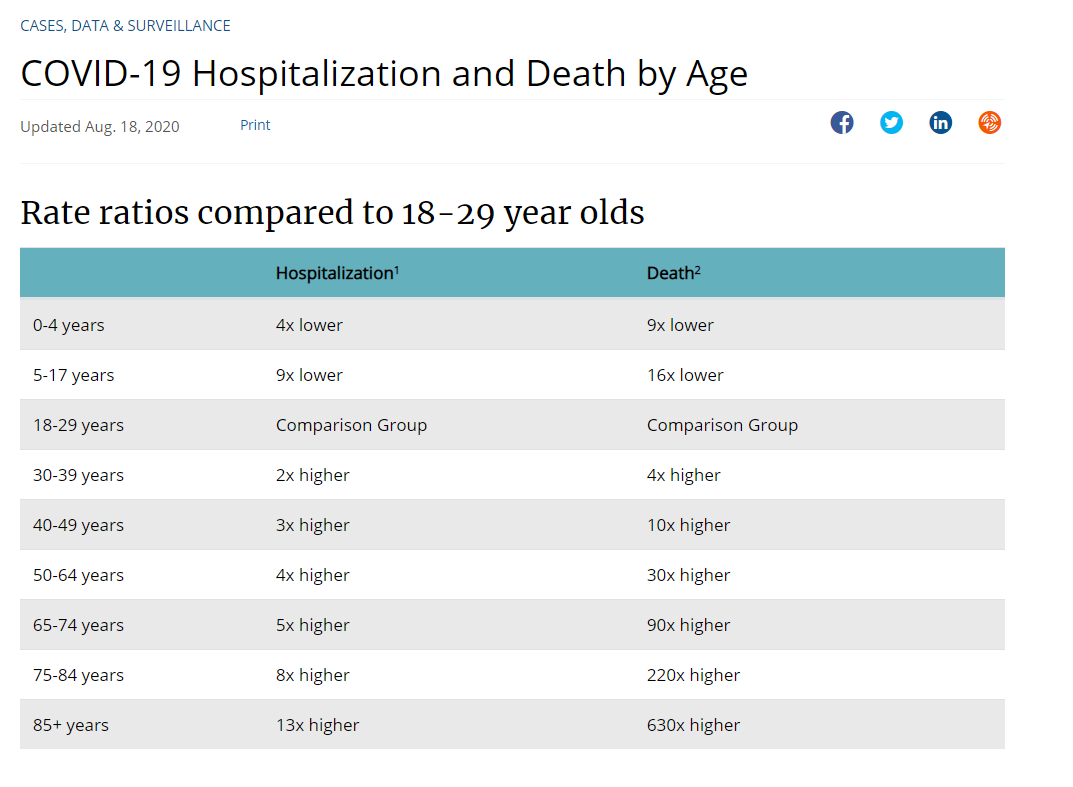 CASES, DATA & SURVEILLANCE
COVID-19 Hospitalization and Death by Age
Updated Aug. 18, 2020 Print
Rate ratios compared to 18-29 year olds
Hospitalization¹ Death²
0-4 years 4x lower 9x lower
5-17 years 9x lower 16x lower
18-29 years Comparison Group Comparison Group
30-39 years 2x higher 4x higher
40-49 years 3x higher 10x higher
50-64 years 4x higher 30x higher
65-74 years 5x higher 90x higher
75-84 years 8x higher 220x higher
85+ years 13x higher 630x higher